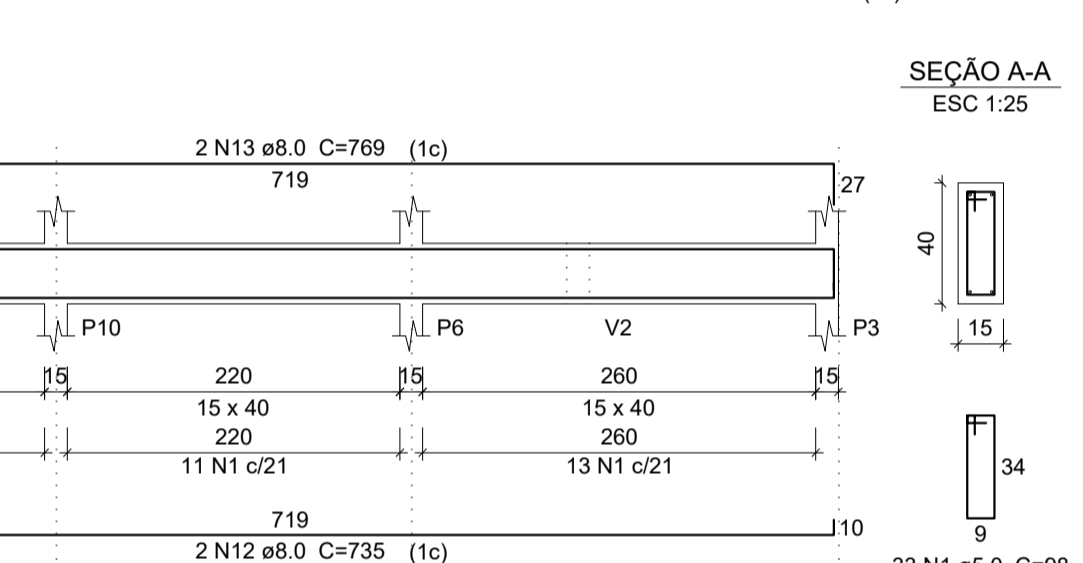 SEÇÃO A-A
ESC 1:25
2 N13 ø8.0 C=769 (1c)
719
27
40
15
P10
P6
V2
P3
15
220
15
260
15
15 x 40
15 x 40
220
260
11 N1 c/21
13 N1 c/21
34
9
719
10
2 N12 ø8.0 C=735 (1c)